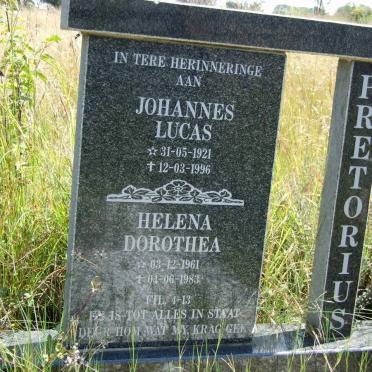 IN TERE HERINNERINGE
AAN
JOHANNES
LUCAS
☆ 31-05-1921
✝ 12-03-1996
HELENA
DOROTHEA
☆ 03-12-1961
✝ 04-06-1983
FIL. 4-13
EK IS TOT ALLES IN STAAT
DEUR HOM WAT MY KRAG GEE
PRETORIUS